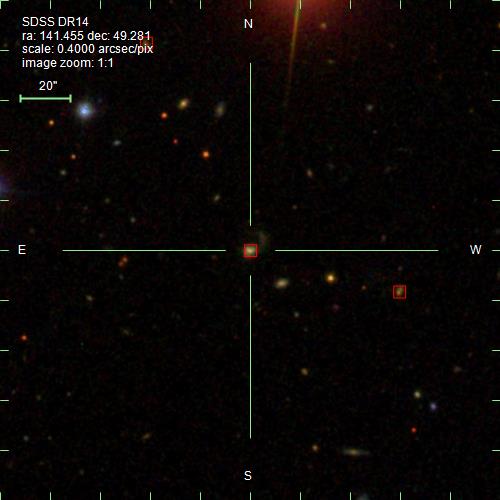 SDSS DR14
ra: 141.455 dec: 49.281
scale: 0.4000 arcsec/pix
image zoom: 1:1
20"
N
E
W
S